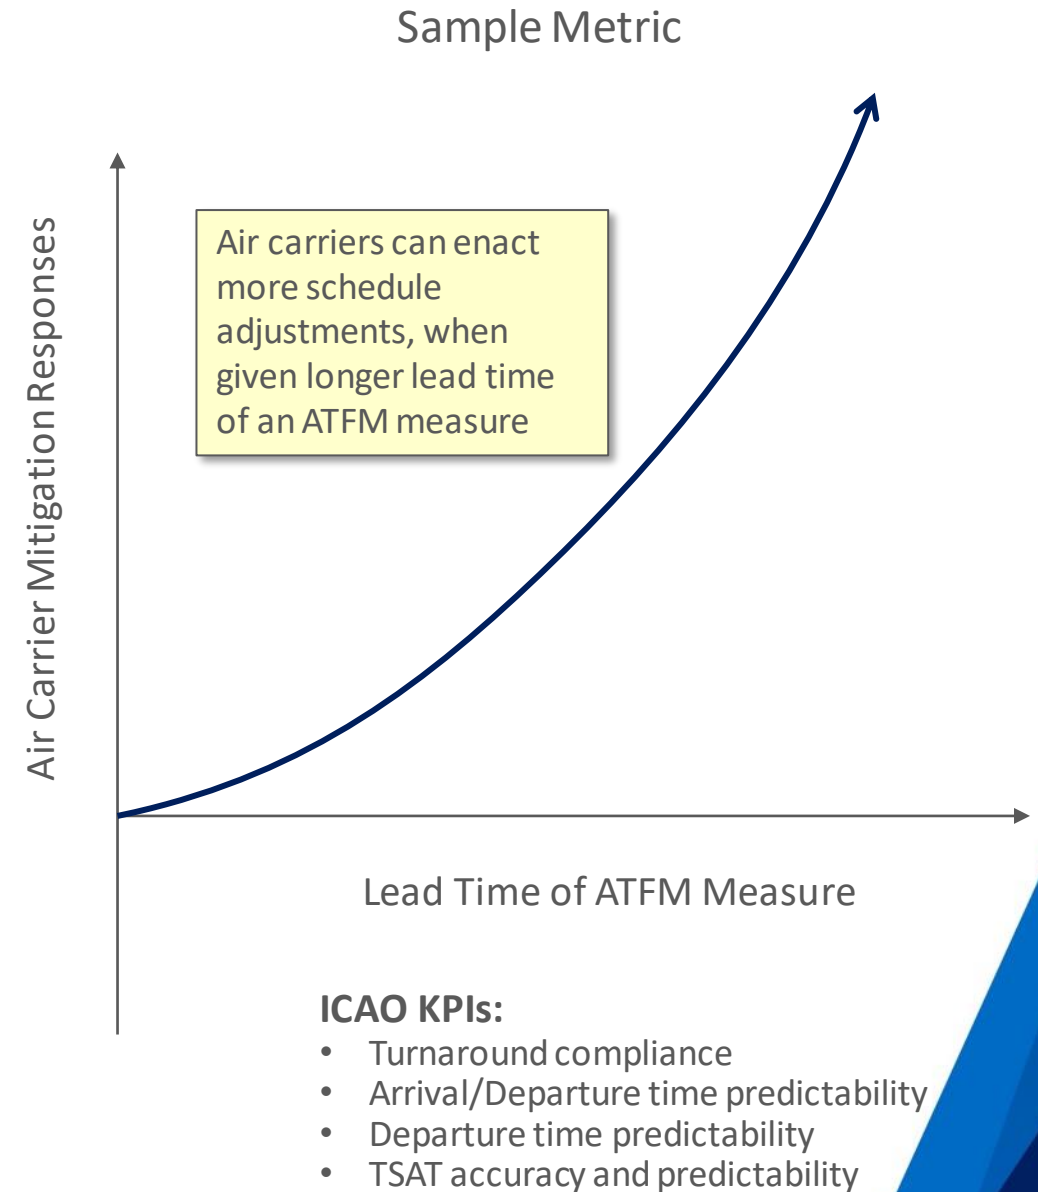 Sample Metric
Air carriers can enact
more schedule
adjustments, when
given longer lead time
of an ATFM measure
Air Carrier Mitigation Responses
Lead Time of ATFM Measure
ICAO KPIs:
• Turnaround compliance
• Arrival/Departure time predictability
• Departure time predictability
• TSAT accuracy and predictability